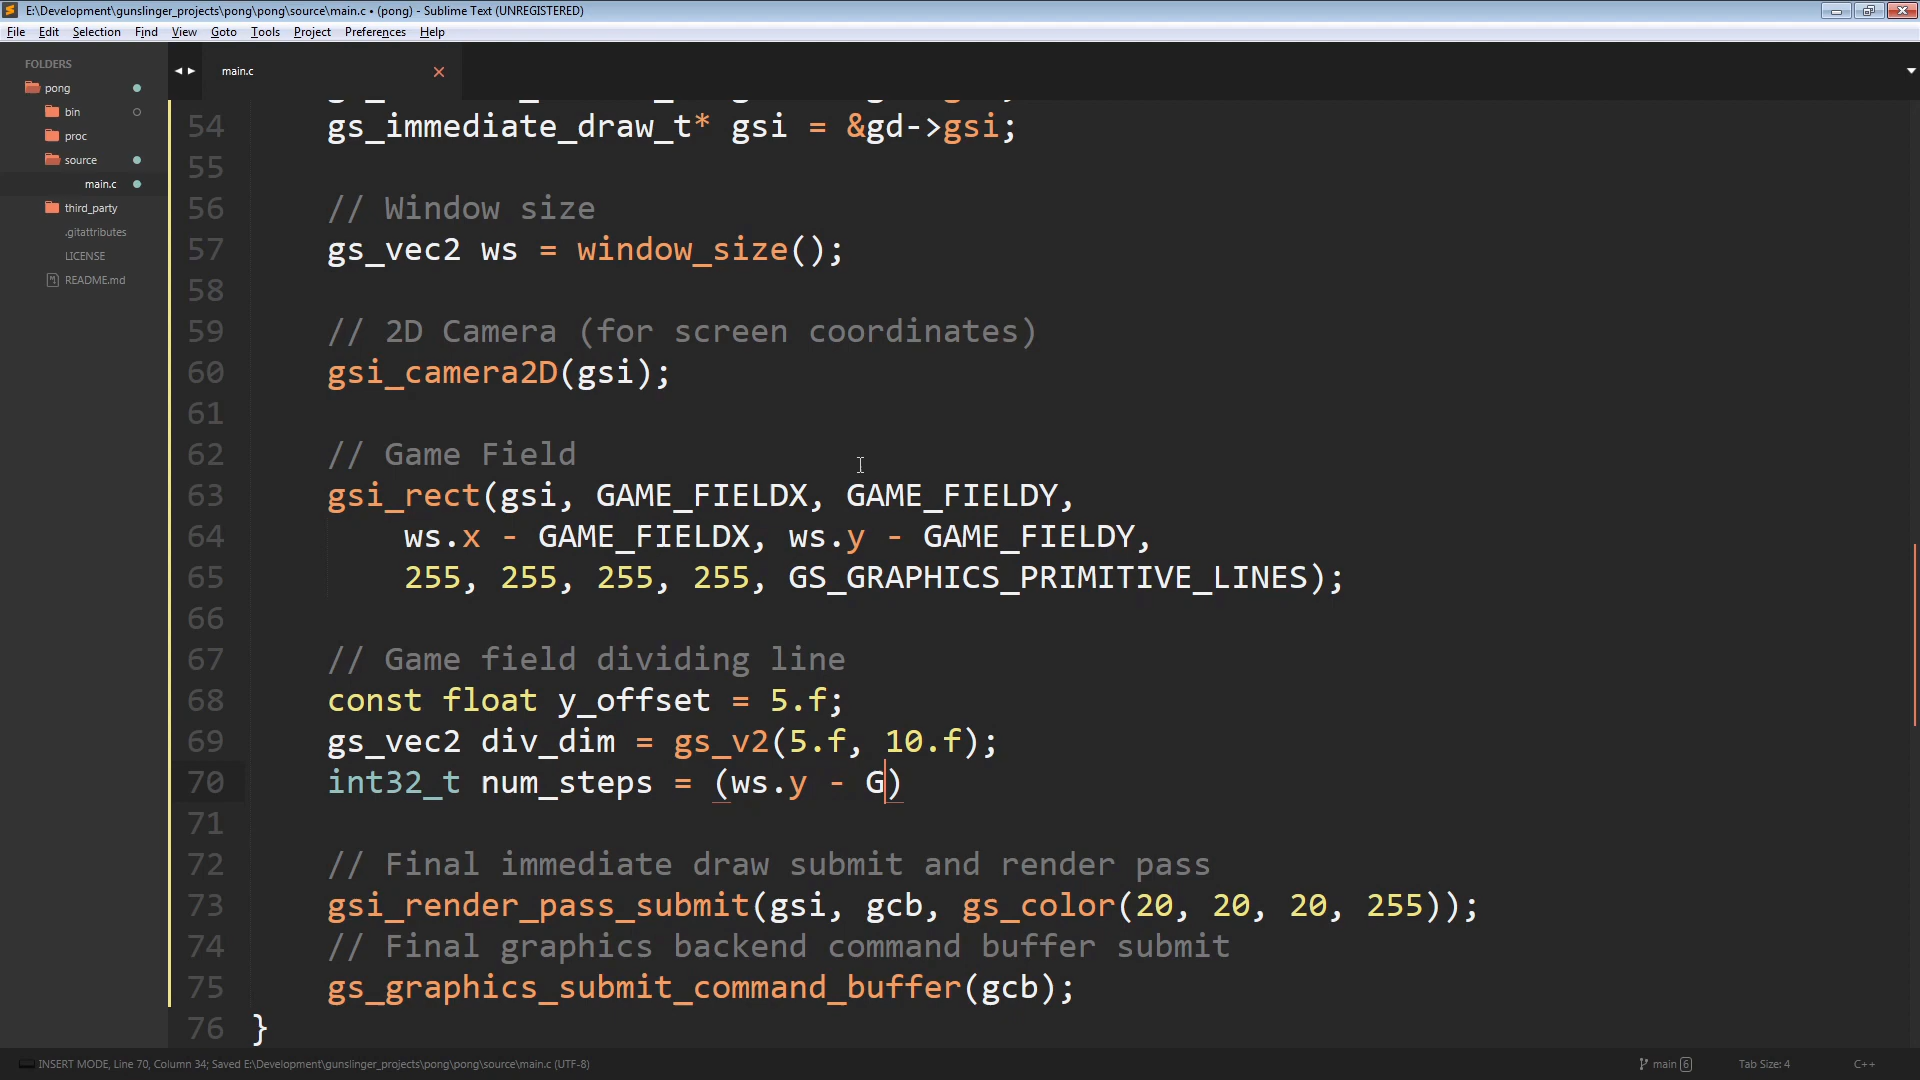 E:\Development\gunslinger_projects\pong\pong\source\main.c • (pong) - Sublime Text (UNREGISTERED)
File Edit Selection Find View Goto Tools Project Preferences Help
FOLDERS
pong
bin
proc
source
main.c
third_party
.gitattributes
LICENSE
README.md
main.c
54 gs_immediate_draw_t* gsi = &gd->gsi;
55
56 // Window size
57 gs_vec2 ws = window_size();
58
59 // 2D Camera (for screen coordinates)
60 gsi_camera2D(gsi);
61
62 // Game Field
63 gsi_rect(gsi, GAME_FIELDX, GAME_FIELDY,
64 ws.x - GAME_FIELDX, ws.y - GAME_FIELDY,
65 255, 255, 255, 255, GS_GRAPHICS_PRIMITIVE_LINES);
66
67 // Game field dividing line
68 const float y_offset = 5.f;
69 gs_vec2 div_dim = gs_v2(5.f, 10.f);
70 int32_t num_steps = (ws.y - G)
71
72 // Final immediate draw submit and render pass
73 gsi_render_pass_submit(gsi, gcb, gs_color(20, 20, 20, 255));
74 // Final graphics backend command buffer submit
75 gs_graphics_submit_command_buffer(gcb);
76 }
INSERT MODE, Line 70, Column 34; Saved E:\Development\gunslinger_projects\pong\pong\source\main.c (UTF-8)
main 6
Tab Size: 4
C++